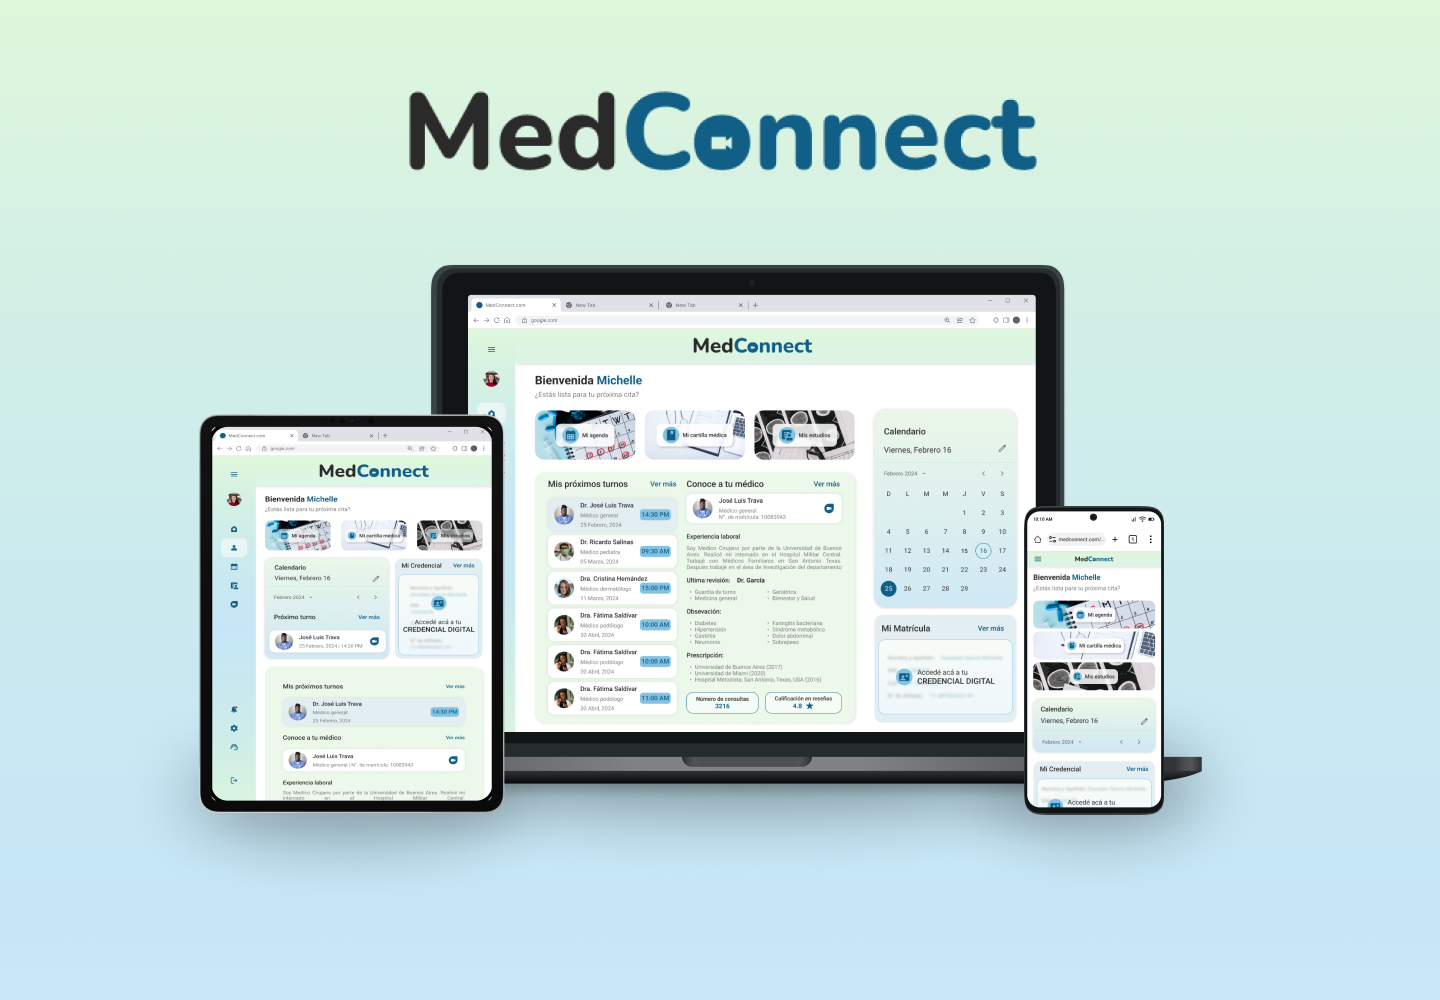 MedConnect
MedConnect.com
New Tab
New Tab
google.com
MedConnect
Bienvenida Michelle
¿Estás lista para tu próxima cita?
Mi agenda
Mi cartilla médica
Mis estudios
Mis próximos turnos
Ver más
Dr. José Luis Trava
Médico general
25 Febrero, 2024
14:30 PM
Dr. Ricardo Salinas
Médico pediatra
05 Marzo, 2024
09:30 AM
Dra. Cristina Hernández
Médico dermatólogo
11 Marzo, 2024
15:00 PM
Dra. Fátima Saldívar
Médico podólogo
30 Abril, 2024
10:00 AM
Dra. Fátima Saldívar
Médico podólogo
30 Abril, 2024
10:00 AM
Dra. Fátima Saldívar
Médico podólogo
30 Abril, 2024
11:00 AM
Conoce a tu médico
Ver más
José Luis Trava
Médico general
N°. de matrícula: 10083943
Experiencia laboral
Soy Medico Cirujano por parte de la Universidad de Buenos
Aires. Realicé mi internado en el Hospital Militar Central.
Trabajé con Médicos Familiares en San Antonio Texas.
Después trabajé en el área de Investigación del departamento
Ultima revisión: Dr. García
• Guardia de turno
• Medicina general
• Geriátrica
• Bienestar y Salud
Obsevación:
• Diabetes
• Hipertensión
• Gastritis
• Neumonía
• Faringitis bacteriana
• Síndrome metabólico
• Dolor abdominal
• Sobrepeso
Prescripción:
• Universidad de Buenos Aires (2017)
• Universidad de Miami (2020)
• Hospital Metodista, San Antonio, Texas, USA (2016)
Número de consultas
3216
Calificación en reseñas
4.8
Calendario
Viernes, Febrero 16
Febrero 2024
D L M M J V S
1 2 3
4 5 6 7 8 9 10
11 12 13 14 15 16 17
18 19 20 21 22 23 24
25 26 27 28 29
Mi Matrícula
Ver más
Accedé acá a tu
CREDENCIAL DIGITAL
MedConnect.com
New Tab
google.com
MedConnect
Bienvenida Michelle
¿Estás lista para tu próxima cita?
Mi agenda
Mi cartilla médica
Mis estudios
Calendario
Viernes, Febrero 16
Febrero 2024
Próximo turno
Ver más
José Luis Trava
25 Febrero, 2024 | 14:30 PM
Mi Credencial
Ver más
Accedé acá a tu
CREDENCIAL DIGITAL
Mis próximos turnos
Ver más
Dr. José Luis Trava
Médico general
25 Febrero, 2024
14:30 PM
Conoce a tu médico
Ver más
José Luis Trava
Médico general | N°. de matrícula: 10083943
Experiencia laboral
Soy Medico Cirujano por parte de la Universidad de Buenos Aires. Realicé mi
internado en el Hospital Militar Central.
10:10 AM
medconnect.com/...
1
MedConnect
Bienvenida Michelle
¿Estás lista para tu próxima cita?
Mi agenda
Mi cartilla médica
Mis estudios
Calendario
Viernes, Febrero 16
Febrero 2024
Mi Credencial
Ver más
Accedé acá a tu